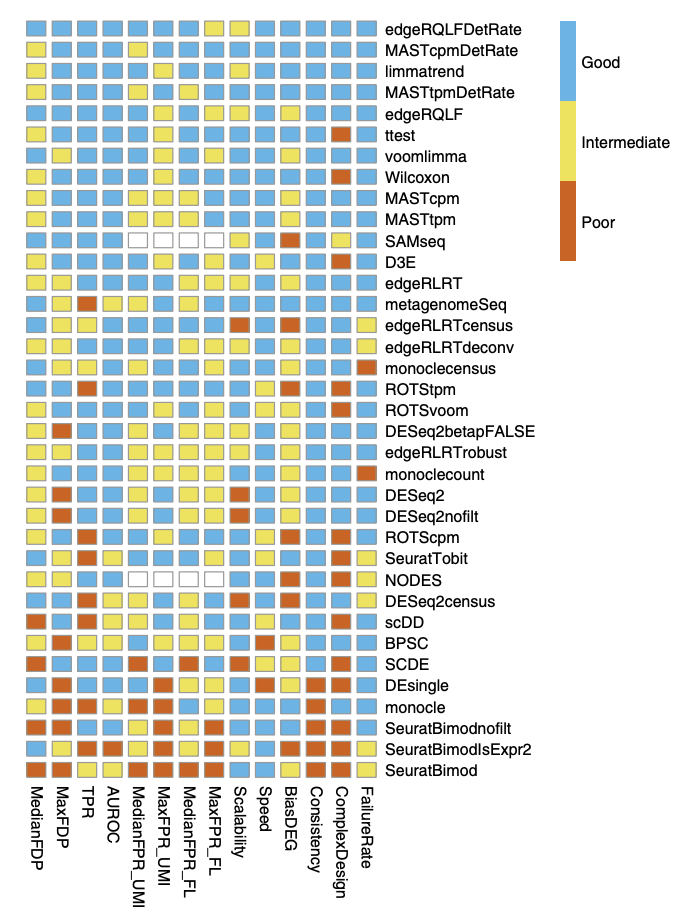 edgeRQLFDetRate
MASTcpmDetRate
limmatrend
MASTtpmDetRate
edgeRQLF
ttest
voomlimma
Wilcoxon
MASTcpm
MASTtpm
SAMseq
D3E
edgeRLRT
metagenomeSeq
edgeRLRTcensus
edgeRLRTdeconv
monoclecensus
ROTStpm
ROTSvoom
DESeq2betapFALSE
edgeRLRTrobust
monoclecount
DESeq2
DESeq2nofilt
ROTScpm
SeuratTobit
NODES
DESeq2census
scDD
BPSC
SCDE
DEsingle
monocle
SeuratBimodnofilt
SeuratBimodIsExpr2
SeuratBimod
Good
Intermediate
Poor
MedianFDP
MaxFDP
TPR
AUROC
MedianFPR_UMI
MaxFPR_UMI
MedianFPR_FL
MaxFPR_FL
Scalability
Speed
BiasDEG
Consistency
ComplexDesign
FailureRate